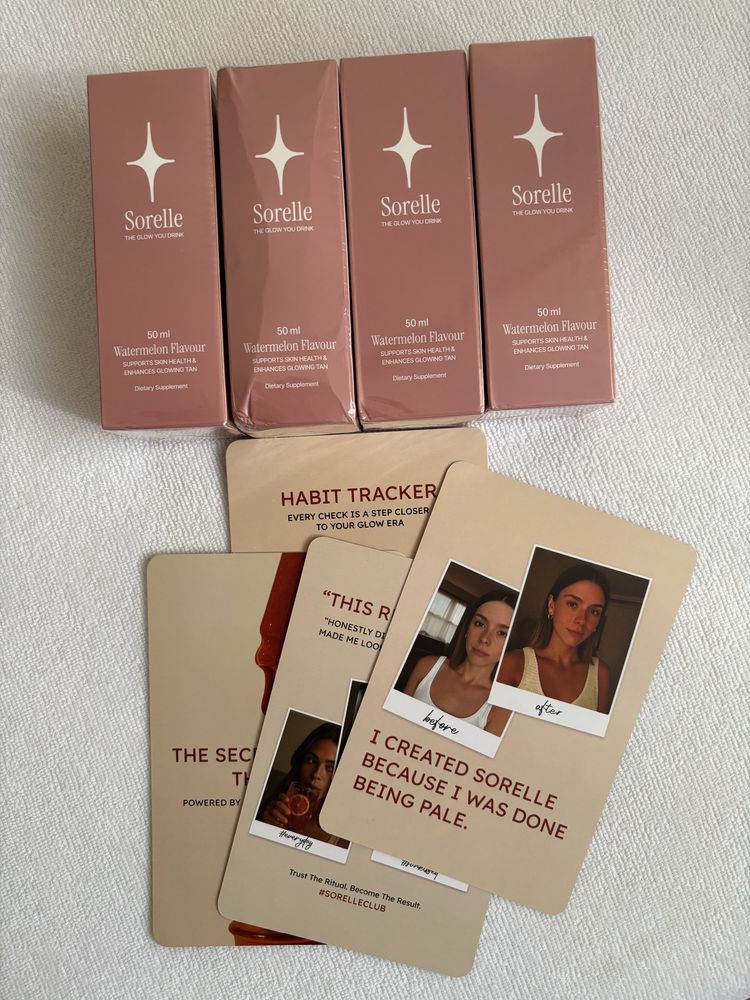 Sorelle
THE GLOW YOU DRINK
50 ml
Watermelon Flavour
SUPPORTS SKIN HEALTH &
ENHANCES GLOWING TAN
Dietary Supplement
Sorelle
THE GLOW YOU DRINK
50 ml
Watermelon Flavour
SUPPORTS SKIN HEALTH &
ENHANCES GLOWING TAN
Dietary Supplement
Sorelle
THE GLOW YOU DRINK
50 ml
Watermelon Flavour
SUPPORTS SKIN HEALTH &
ENHANCES GLOWING TAN
Dietary Supplement
Sorelle
THE GLOW YOU DRINK
50 ml
Watermelon Flavour
SUPPORTS SKIN HEALTH &
ENHANCES GLOWING TAN
Dietary Supplement
HABIT TRACKER
EVERY CHECK IS A STEP CLOSER
TO YOUR GLOW ERA
THE
POWERED BY
"THIS
"HONESTLY
MADE ME
#everyday
Trust The Ritual. Become The Result.
#SORELLECLUB
before
after
I CREATED SORELLE
BECAUSE I WAS DONE
BEING PALE.